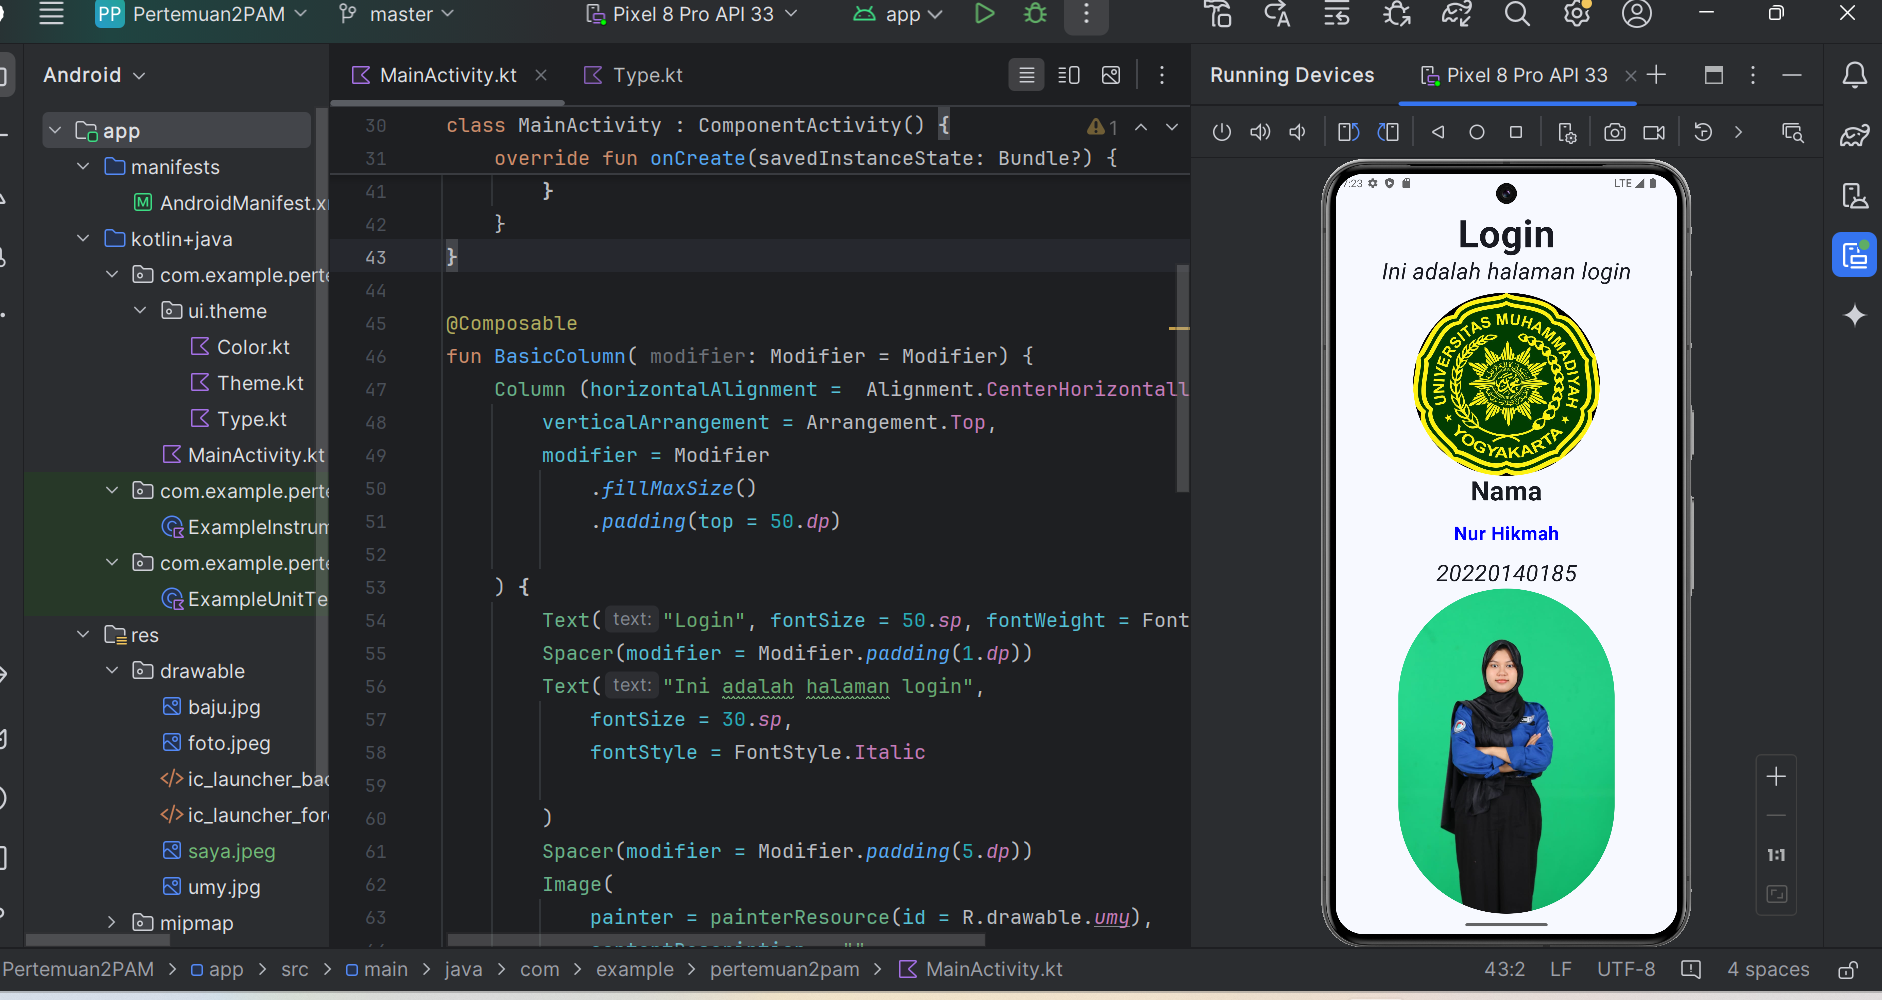 PP Pertemuan2PAM master Pixel 8 Pro API 33 app
Android
app
manifests
AndroidManifest.x
kotlin+java
com.example.perte
ui.theme
Color.kt
Theme.kt
Type.kt
MainActivity.kt
com.example.perte
ExampleInstrum
com.example.perte
ExampleUnitTe
res
drawable
baju.jpg
foto.jpeg
ic_launcher_bac
ic_launcher_for
saya.jpeg
umy.jpg
mipmap
MainActivity.kt Type.kt
30 class MainActivity : ComponentActivity() {
1
31 override fun onCreate(savedInstanceState: Bundle?) {
41 }
42 }
43 }
44
45 @Composable
46 fun BasicColumn( modifier: Modifier = Modifier) {
47 Column (horizontalAlignment = Alignment.CenterHorizontall
48 verticalArrangement = Arrangement.Top,
49 modifier = Modifier
50 .fillMaxSize()
51 .padding(top = 50.dp)
52
53 ) {
54 Text( text: "Login", fontSize = 50.sp, fontWeight = Font
55 Spacer(modifier = Modifier.padding(1.dp))
56 Text( text: "Ini adalah halaman login",
57 fontSize = 30.sp,
58 fontStyle = FontStyle.Italic
59
60 )
61 Spacer(modifier = Modifier.padding(5.dp))
62 Image(
63 painter = painterResource(id = R.drawable.umy),
Running Devices Pixel 8 Pro API 33
7:23 LTE
Login
Ini adalah halaman login
UNIVERSITAS MUHAMMADIYAH
YOGYAKARTA
Nama
Nur Hikmah
20220140185
1:1
Pertemuan2PAM > app > src > main > java > com > example > pertemuan2pam > MainActivity.kt
43:2 LF UTF-8 4 spaces